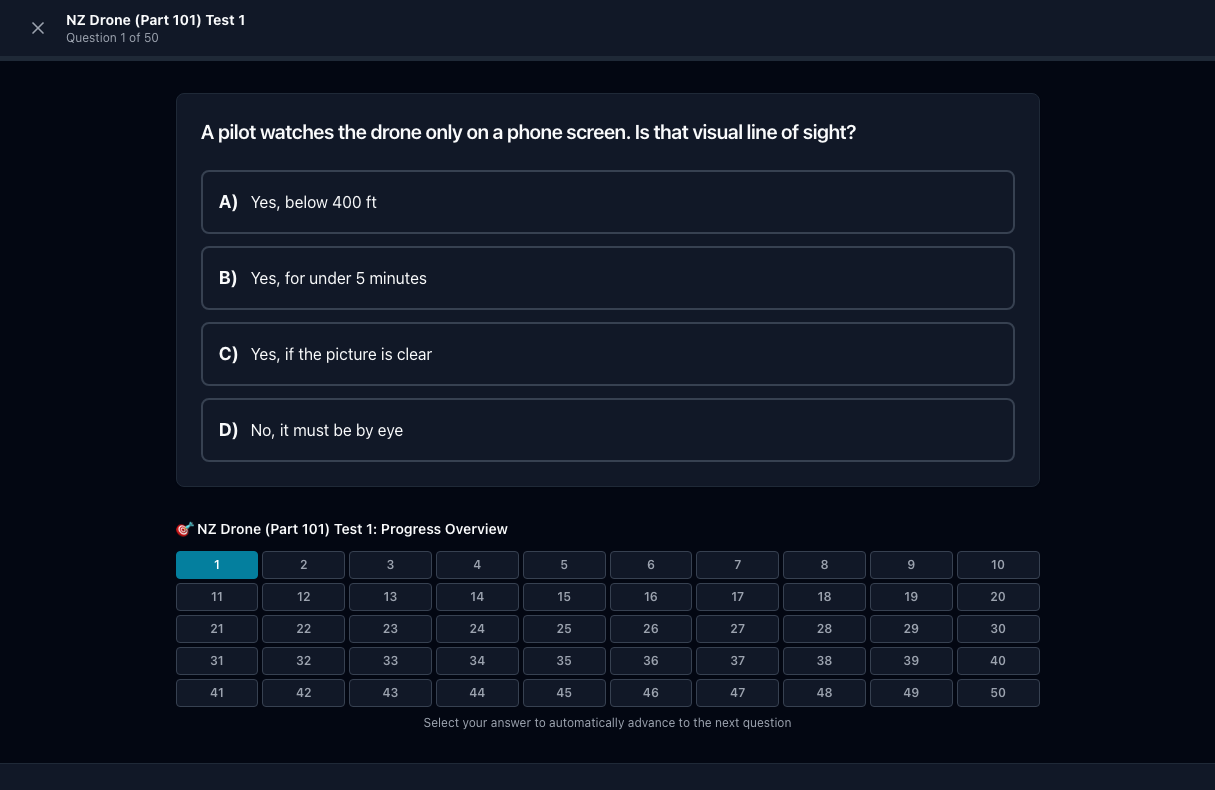 NZ Drone (Part 101) Test 1
Question 1 of 50
A pilot watches the drone only on a phone screen. Is that visual line of sight?
A) Yes, below 400 ft
B) Yes, for under 5 minutes
C) Yes, if the picture is clear
D) No, it must be by eye
🎯 NZ Drone (Part 101) Test 1: Progress Overview
1 2 3 4 5 6 7 8 9 10
11 12 13 14 15 16 17 18 19 20
21 22 23 24 25 26 27 28 29 30
31 32 33 34 35 36 37 38 39 40
41 42 43 44 45 46 47 48 49 50
Select your answer to automatically advance to the next question